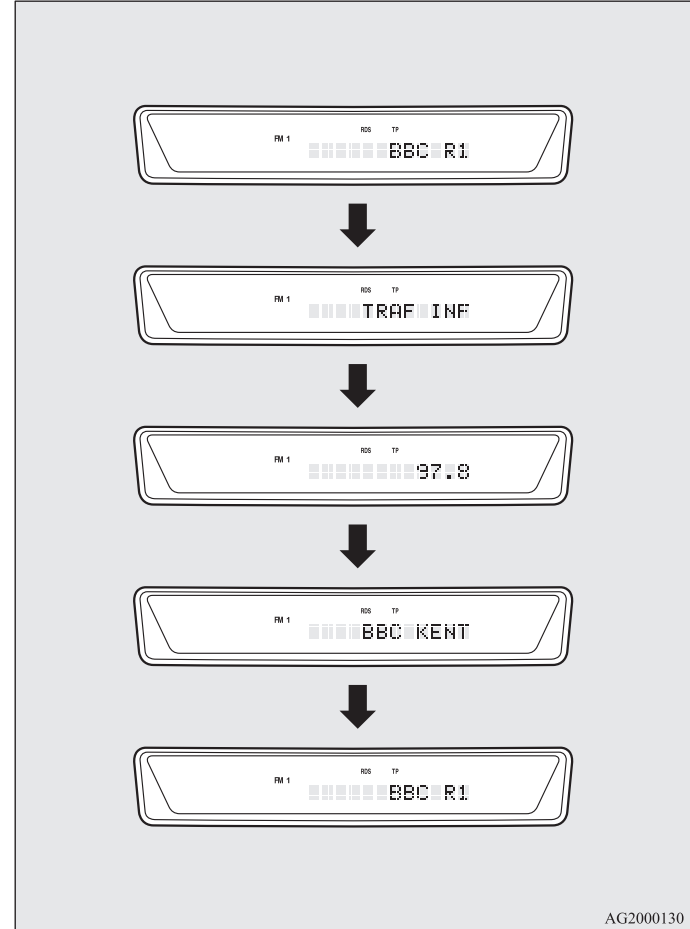 RDS TP
FM 1
BBC R1
RDS TP
FM 1
TRAF INF
RDS TP
FM 1
97.8
RDS TP
FM 1
BBC KENT
RDS TP
FM 1
BBC R1
AG2000130